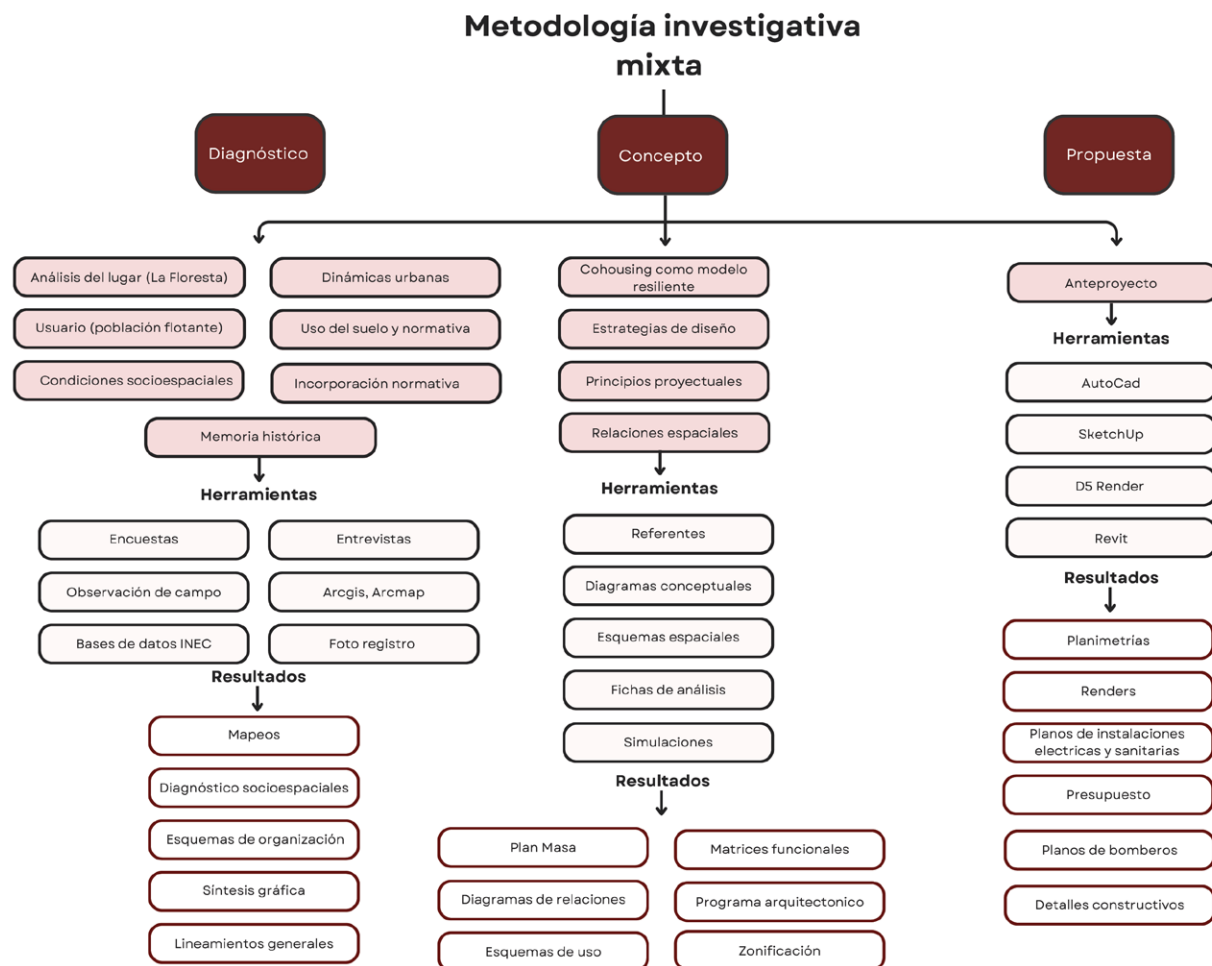 Metodología investigativa
mixta
Diagnóstico
Concepto
Propuesta
Análisis del lugar (La Floresta)
Dinámicas urbanas
Usuario (población flotante)
Uso del suelo y normativa
Condiciones socioespaciales
Incorporación normativa
Memoria histórica
Herramientas
Encuestas
Entrevistas
Observación de campo
Arcgis, Arcmap
Bases de datos INEC
Foto registro
Resultados
Mapeos
Diagnóstico socioespaciales
Esquemas de organización
Síntesis gráfica
Lineamientos generales
Cohousing como modelo
resiliente
Estrategias de diseño
Principios proyectuales
Relaciones espaciales
Herramientas
Referentes
Diagramas conceptuales
Esquemas espaciales
Fichas de análisis
Simulaciones
Resultados
Plan Masa
Matrices funcionales
Diagramas de relaciones
Programa arquitectonico
Esquemas de uso
Zonificación
Anteproyecto
Herramientas
AutoCad
SketchUp
D5 Render
Revit
Resultados
Planimetrías
Renders
Planos de instalaciones
electricas y sanitarias
Presupuesto
Planos de bomberos
Detalles constructivos